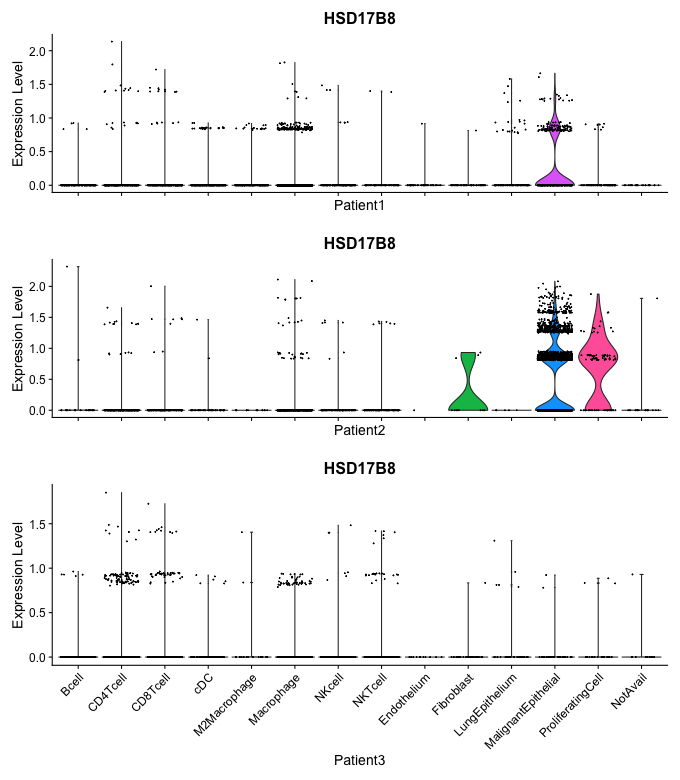 HSD17B8
Expression Level
2.0
1.5
1.0
0.5
0.0
Patient1
HSD17B8
Expression Level
2.0
1.5
1.0
0.5
0.0
Patient2
HSD17B8
Expression Level
1.5
1.0
0.5
0.0
Bcell
CD4Tcell
CD8Tcell
cDC
M2Macrophage
Macrophage
NKcell
NKTcell
Endothelium
Fibroblast
LungEpithelium
MalignantEpithelial
ProliferatingCell
NotAvail
Patient3